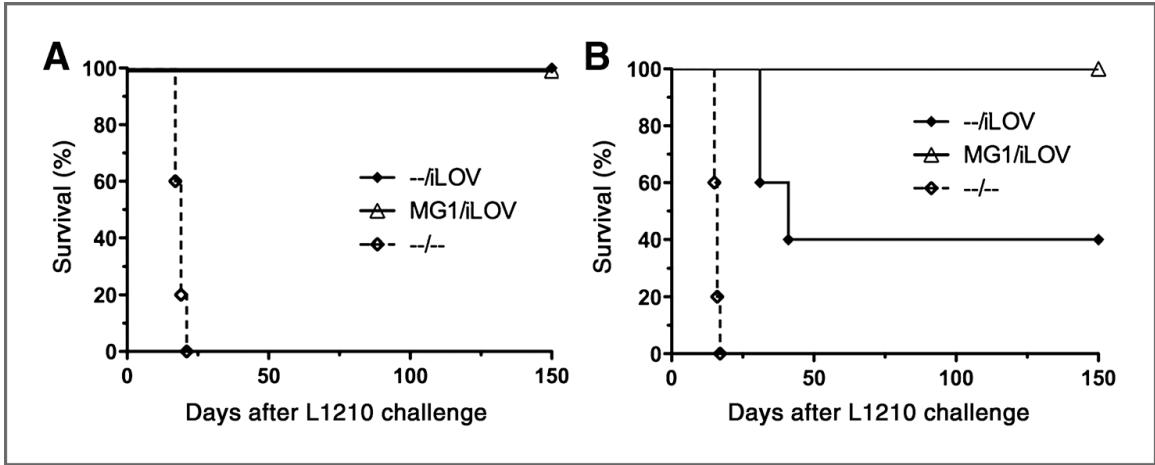 A
Survival (%)
100
80
60
40
20
0
--/iLOV
MG1/iLOV
--/--
0
50
100
150
Days after L1210 challenge
B
Survival (%)
100
80
60
40
20
0
--/iLOV
MG1/iLOV
--/--
0
50
100
150
Days after L1210 challenge